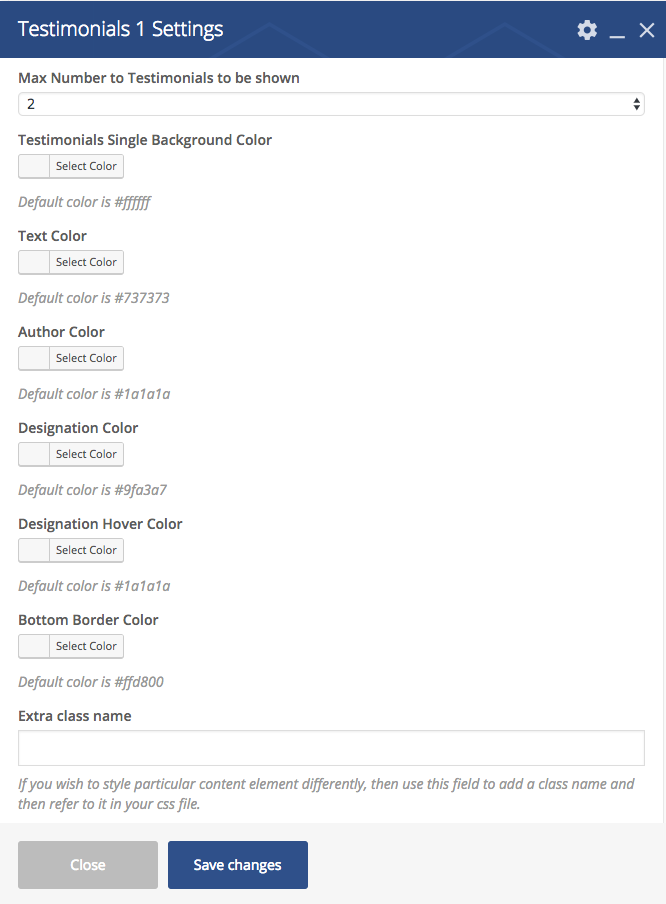 Testimonials 1 Settings
Max Number to Testimonials to be shown
2
Testimonials Single Background Color
Select Color
Default color is #ffffff
Text Color
Select Color
Default color is #737373
Author Color
Select Color
Default color is #1a1a1a
Designation Color
Select Color
Default color is #9fa3a7
Designation Hover Color
Select Color
Default color is #1a1a1a
Bottom Border Color
Select Color
Default color is #ffd800
Extra class name
If you wish to style particular content element differently, then use this field to add a class name and
then refer to it in your css file.
Close
Save changes